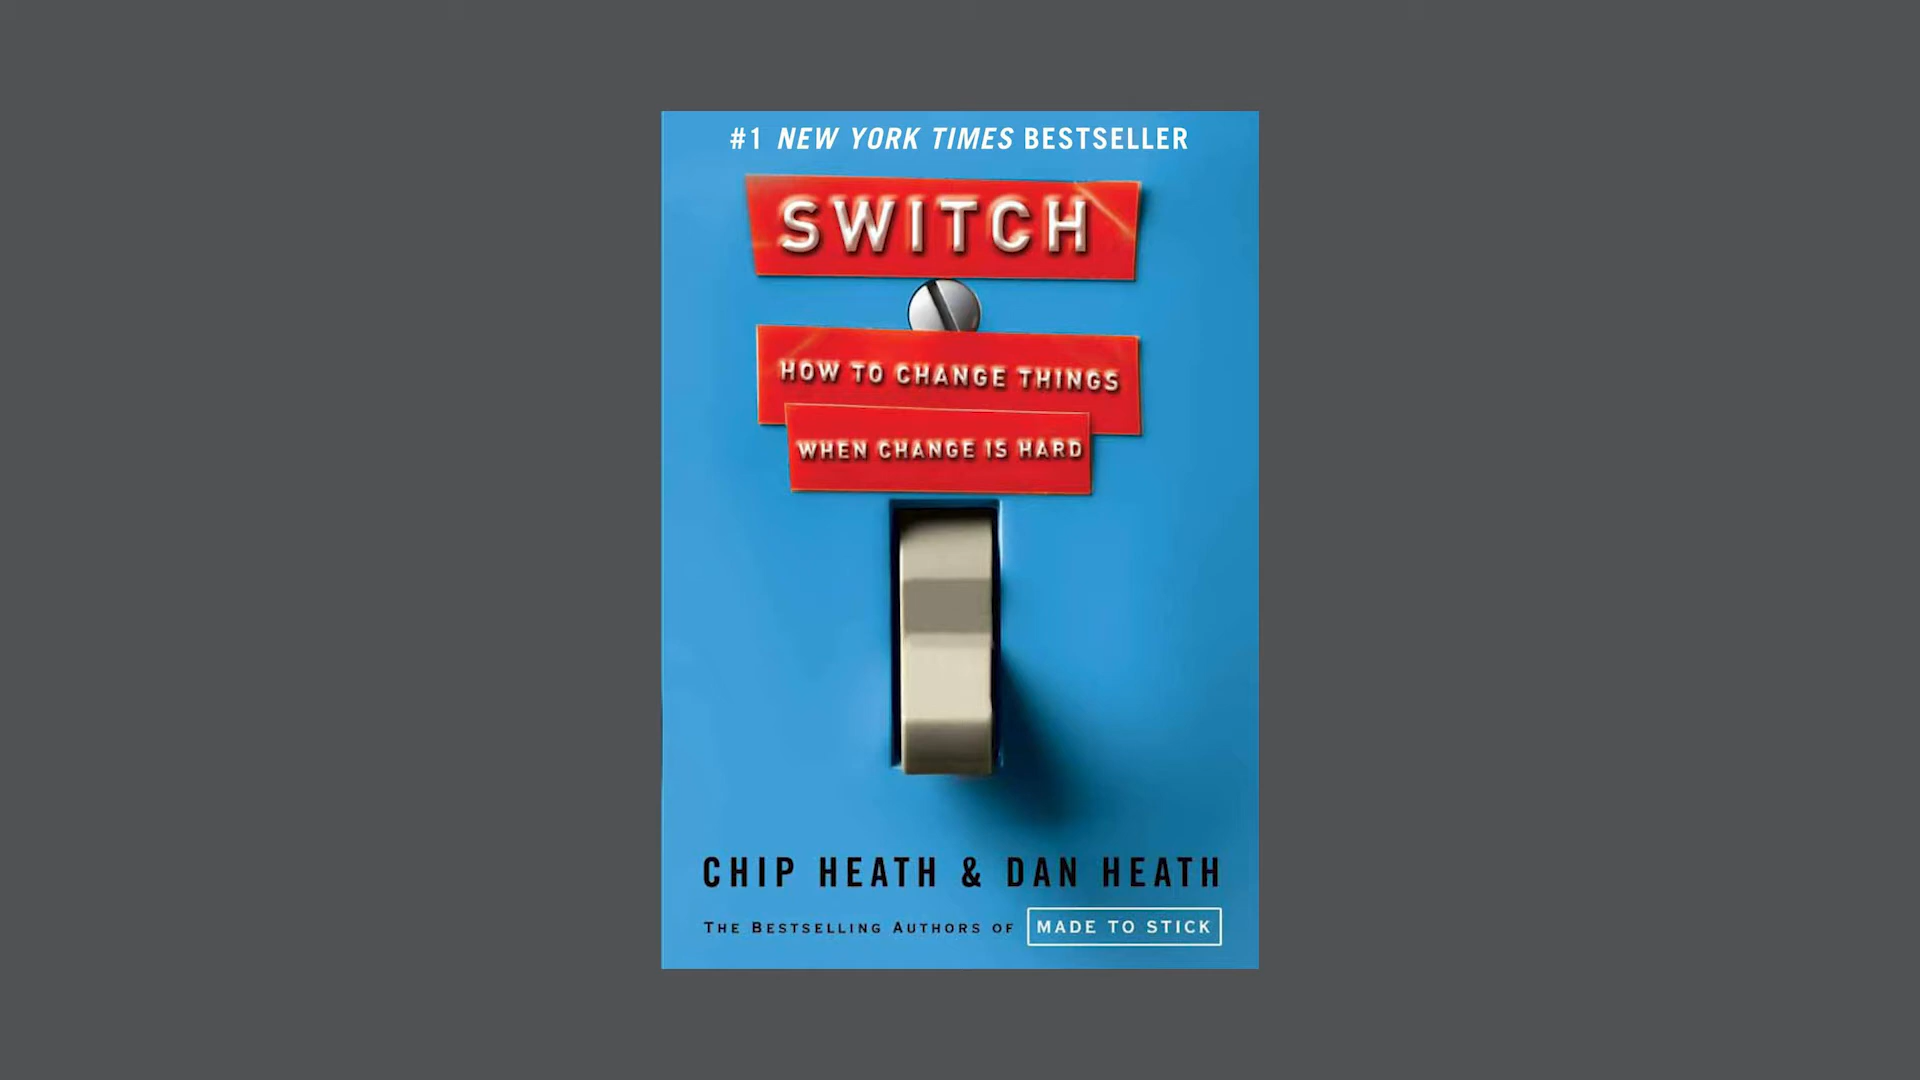 #1 NEW YORK TIMES BESTSELLER
SWITCH
HOW TO CHANGE THINGS
WHEN CHANGE IS HARD
CHIP HEATH & DAN HEATH
THE BESTSELLING AUTHORS OF MADE TO STICK